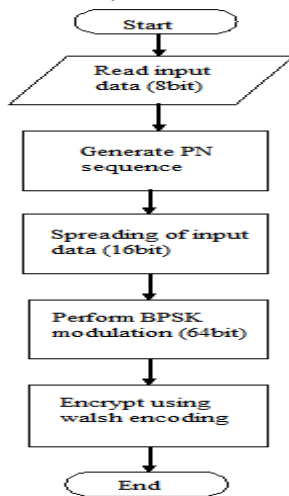 Start
Read input
data (8bit)
Generate PN
sequence
Spreading of input
data (16bit)
Perform BPSK
modulation (64bit)
Encrypt using
walsh encoding
End